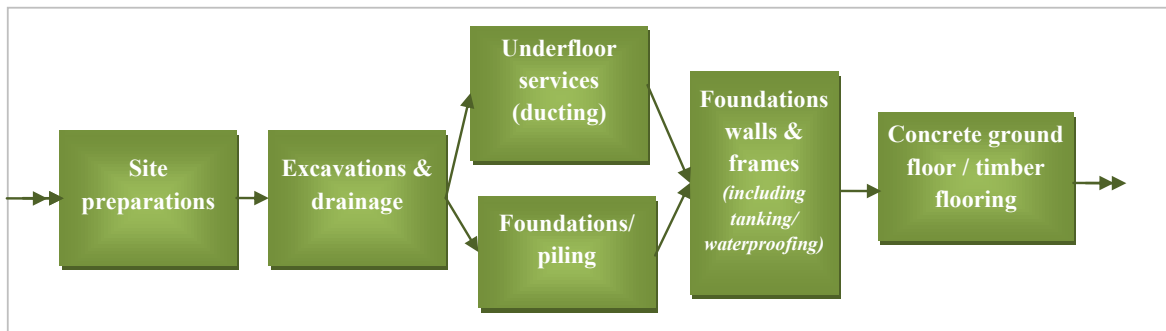 Site
preparations
Excavations &
drainage
Underfloor
services
(ducting)
Foundations/
piling
Foundations
walls &
frames
(including
tanking/
waterproofing)
Concrete ground
floor / timber
flooring